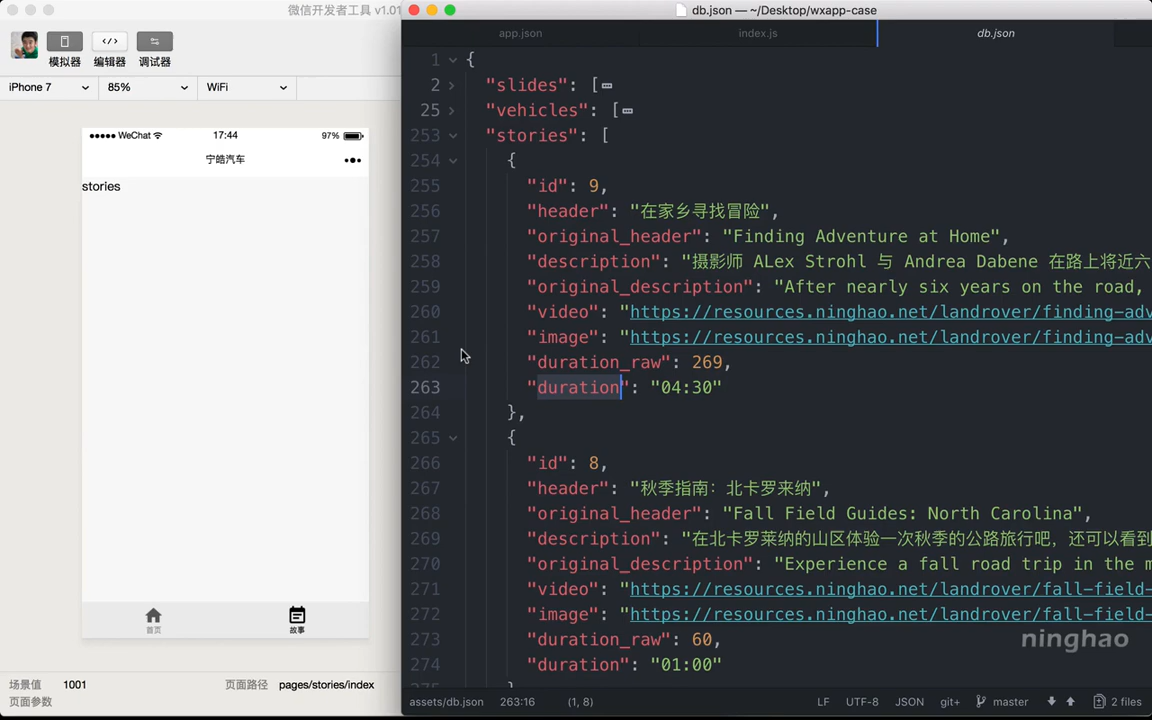 微信开发者工具 v1.01
模拟器
编辑器
调试器
iPhone 7
85%
WiFi
WeChat
17:44
97%
宁皓汽车
stories
首页
故事
场景值
1001
页面路径
pages/stories/index
页面参数
db.json — ~/Desktop/wxapp-case
app.json
index.js
db.json
1 {
2 "slides": [
25 "vehicles": [
253 "stories": [
254 {
255 "id": 9,
256 "header": "在家乡寻找冒险",
257 "original_header": "Finding Adventure at Home",
258 "description": "摄影师 ALex Strohl 与 Andrea Dabene 在路上将近六
259 "original_description": "After nearly six years on the road,
260 "video": "https://resources.ninghao.net/landrover/finding-adv
261 "image": "https://resources.ninghao.net/landrover/finding-adv
262 "duration_raw": 269,
263 "duration": "04:30"
264 },
265 {
266 "id": 8,
267 "header": "秋季指南：北卡罗来纳",
268 "original_header": "Fall Field Guides: North Carolina",
269 "description": "在北卡罗莱纳的山区体验一次秋季的公路旅行吧，还可以看到
270 "original_description": "Experience a fall road trip in the m
271 "video": "https://resources.ninghao.net/landrover/fall-field-
272 "image": "https://resources.ninghao.net/landrover/fall-field-
273 "duration_raw": 60,
274 "duration": "01:00"
ninghao
assets/db.json
263:16
(1, 8)
LF
UTF-8
JSON
git+
master
2 files